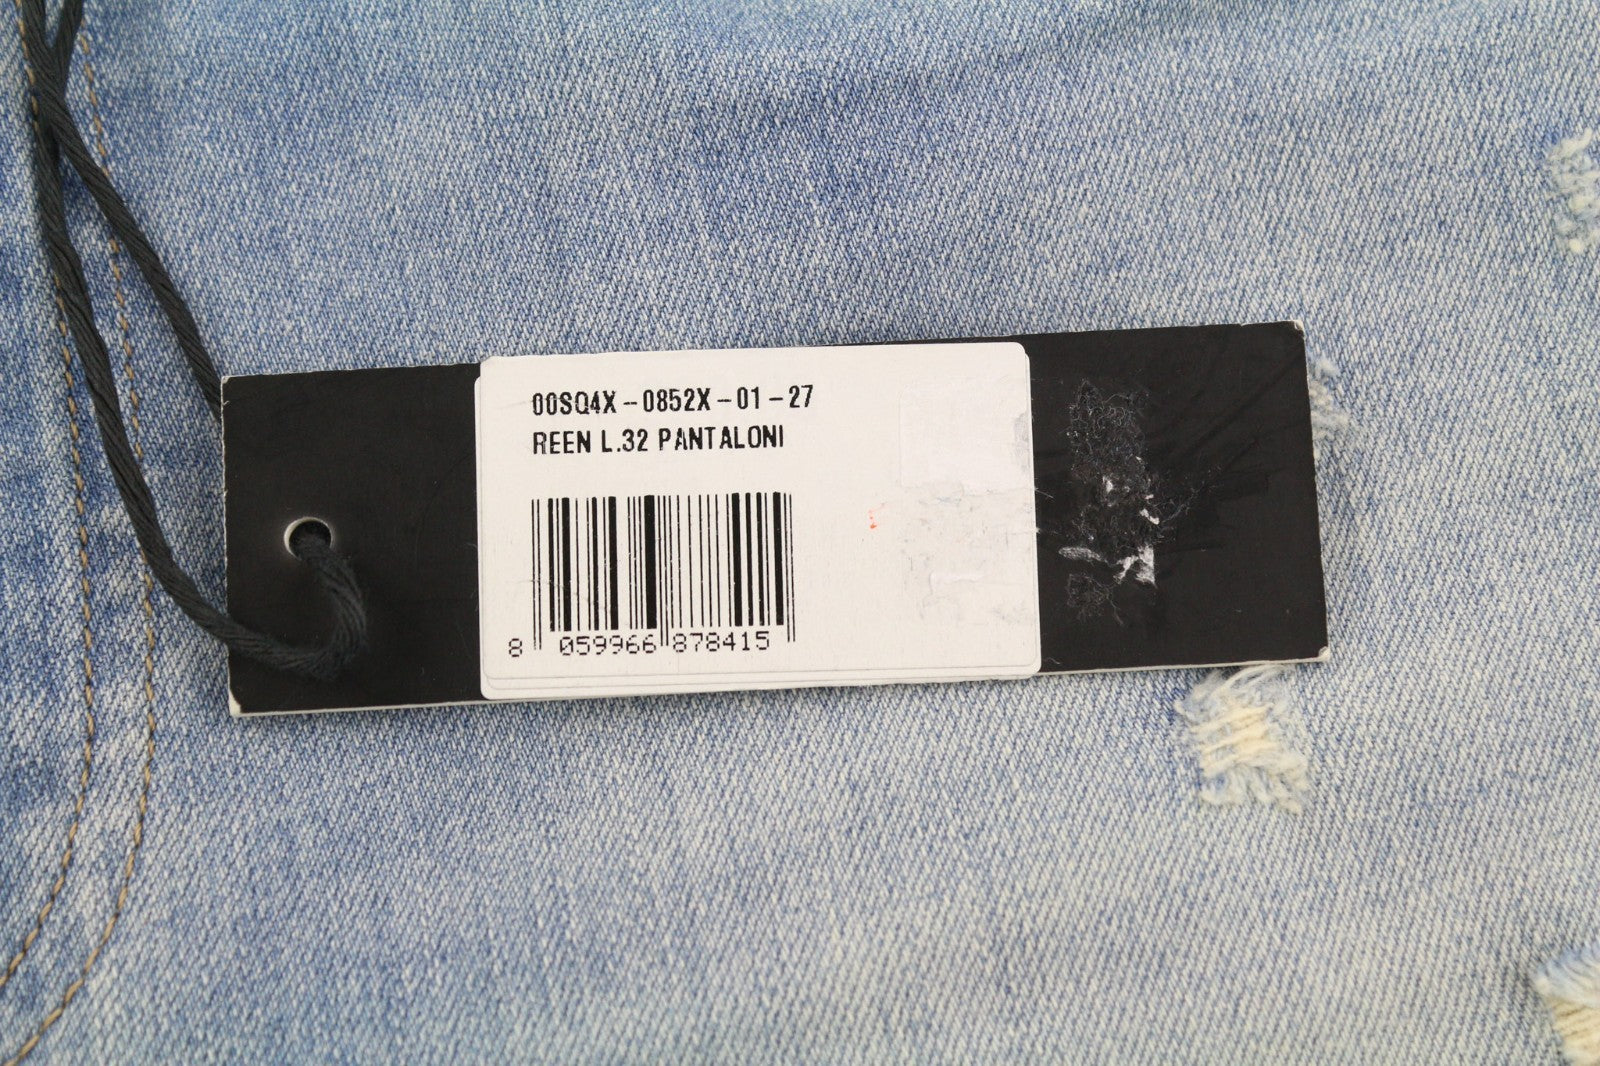 00SQ4X-0852X-01-27
REEN L.32 PANTALONI
8 059966 878415